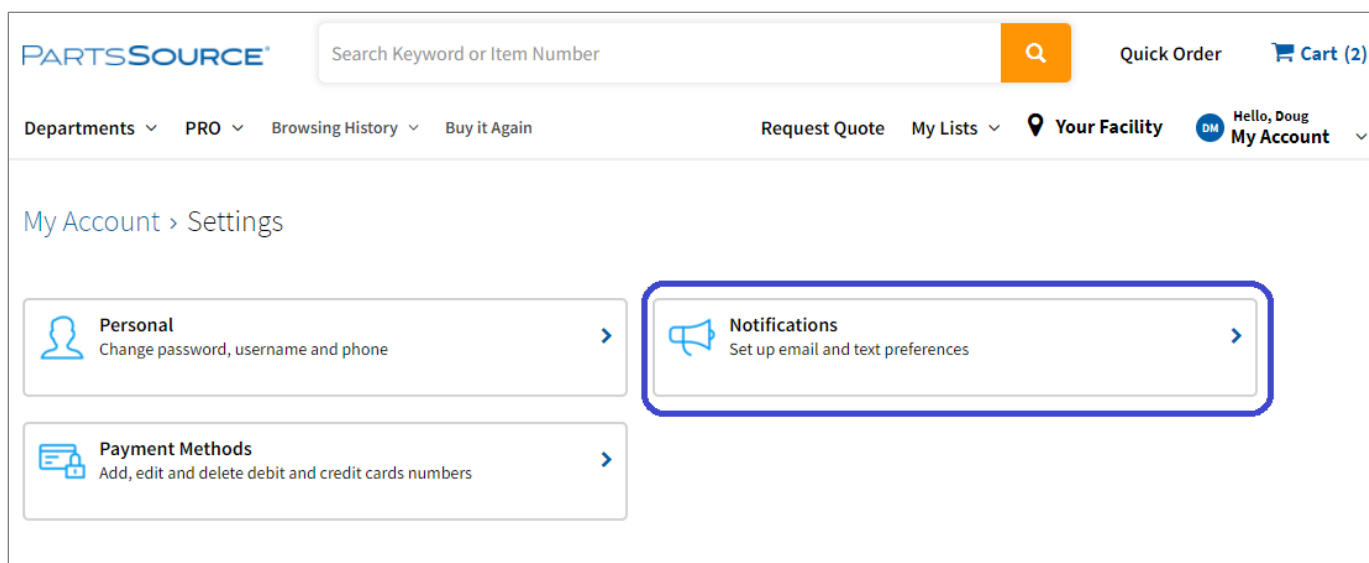 PARTSSOURCE®
Search Keyword or Item Number
Quick Order
Cart (2)
Departments
PRO
Browsing History
Buy it Again
Request Quote
My Lists
Your Facility
DM
Hello, Doug
My Account
My Account › Settings
Personal
Change password, username and phone
Notifications
Set up email and text preferences
Payment Methods
Add, edit and delete debit and credit cards numbers